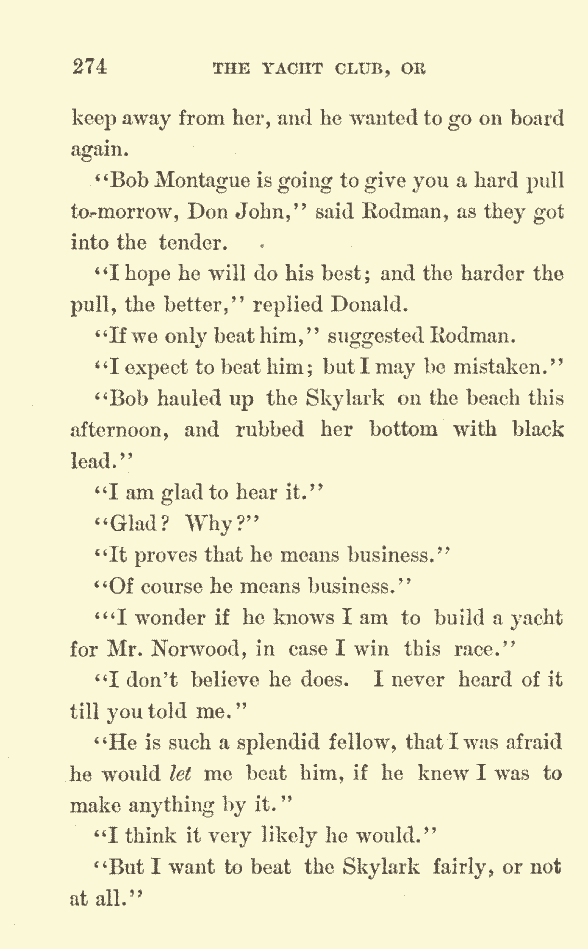 274 THE YACHT CLUB, OR
keep away from her, and he wanted to go on board
again.
“Bob Montague is going to give you a hard pull
to-morrow, Don John,” said Rodman, as they got
into the tender.
“I hope he will do his best; and the harder the
pull, the better,” replied Donald.
“If we only beat him,” suggested Rodman.
“I expect to beat him; but I may be mistaken.”
“Bob hauled up the Skylark on the beach this
afternoon, and rubbed her bottom with black
lead.”
“I am glad to hear it.”
“Glad? Why?”
“It proves that he means business.”
“Of course he means business.”
“‘I wonder if he knows I am to build a yacht
for Mr. Norwood, in case I win this race.”
“I don’t believe he does. I never heard of it
till you told me.”
“He is such a splendid fellow, that I was afraid
he would let me beat him, if he knew I was to
make anything by it.”
“I think it very likely he would.”
“But I want to beat the Skylark fairly, or not
at all.”